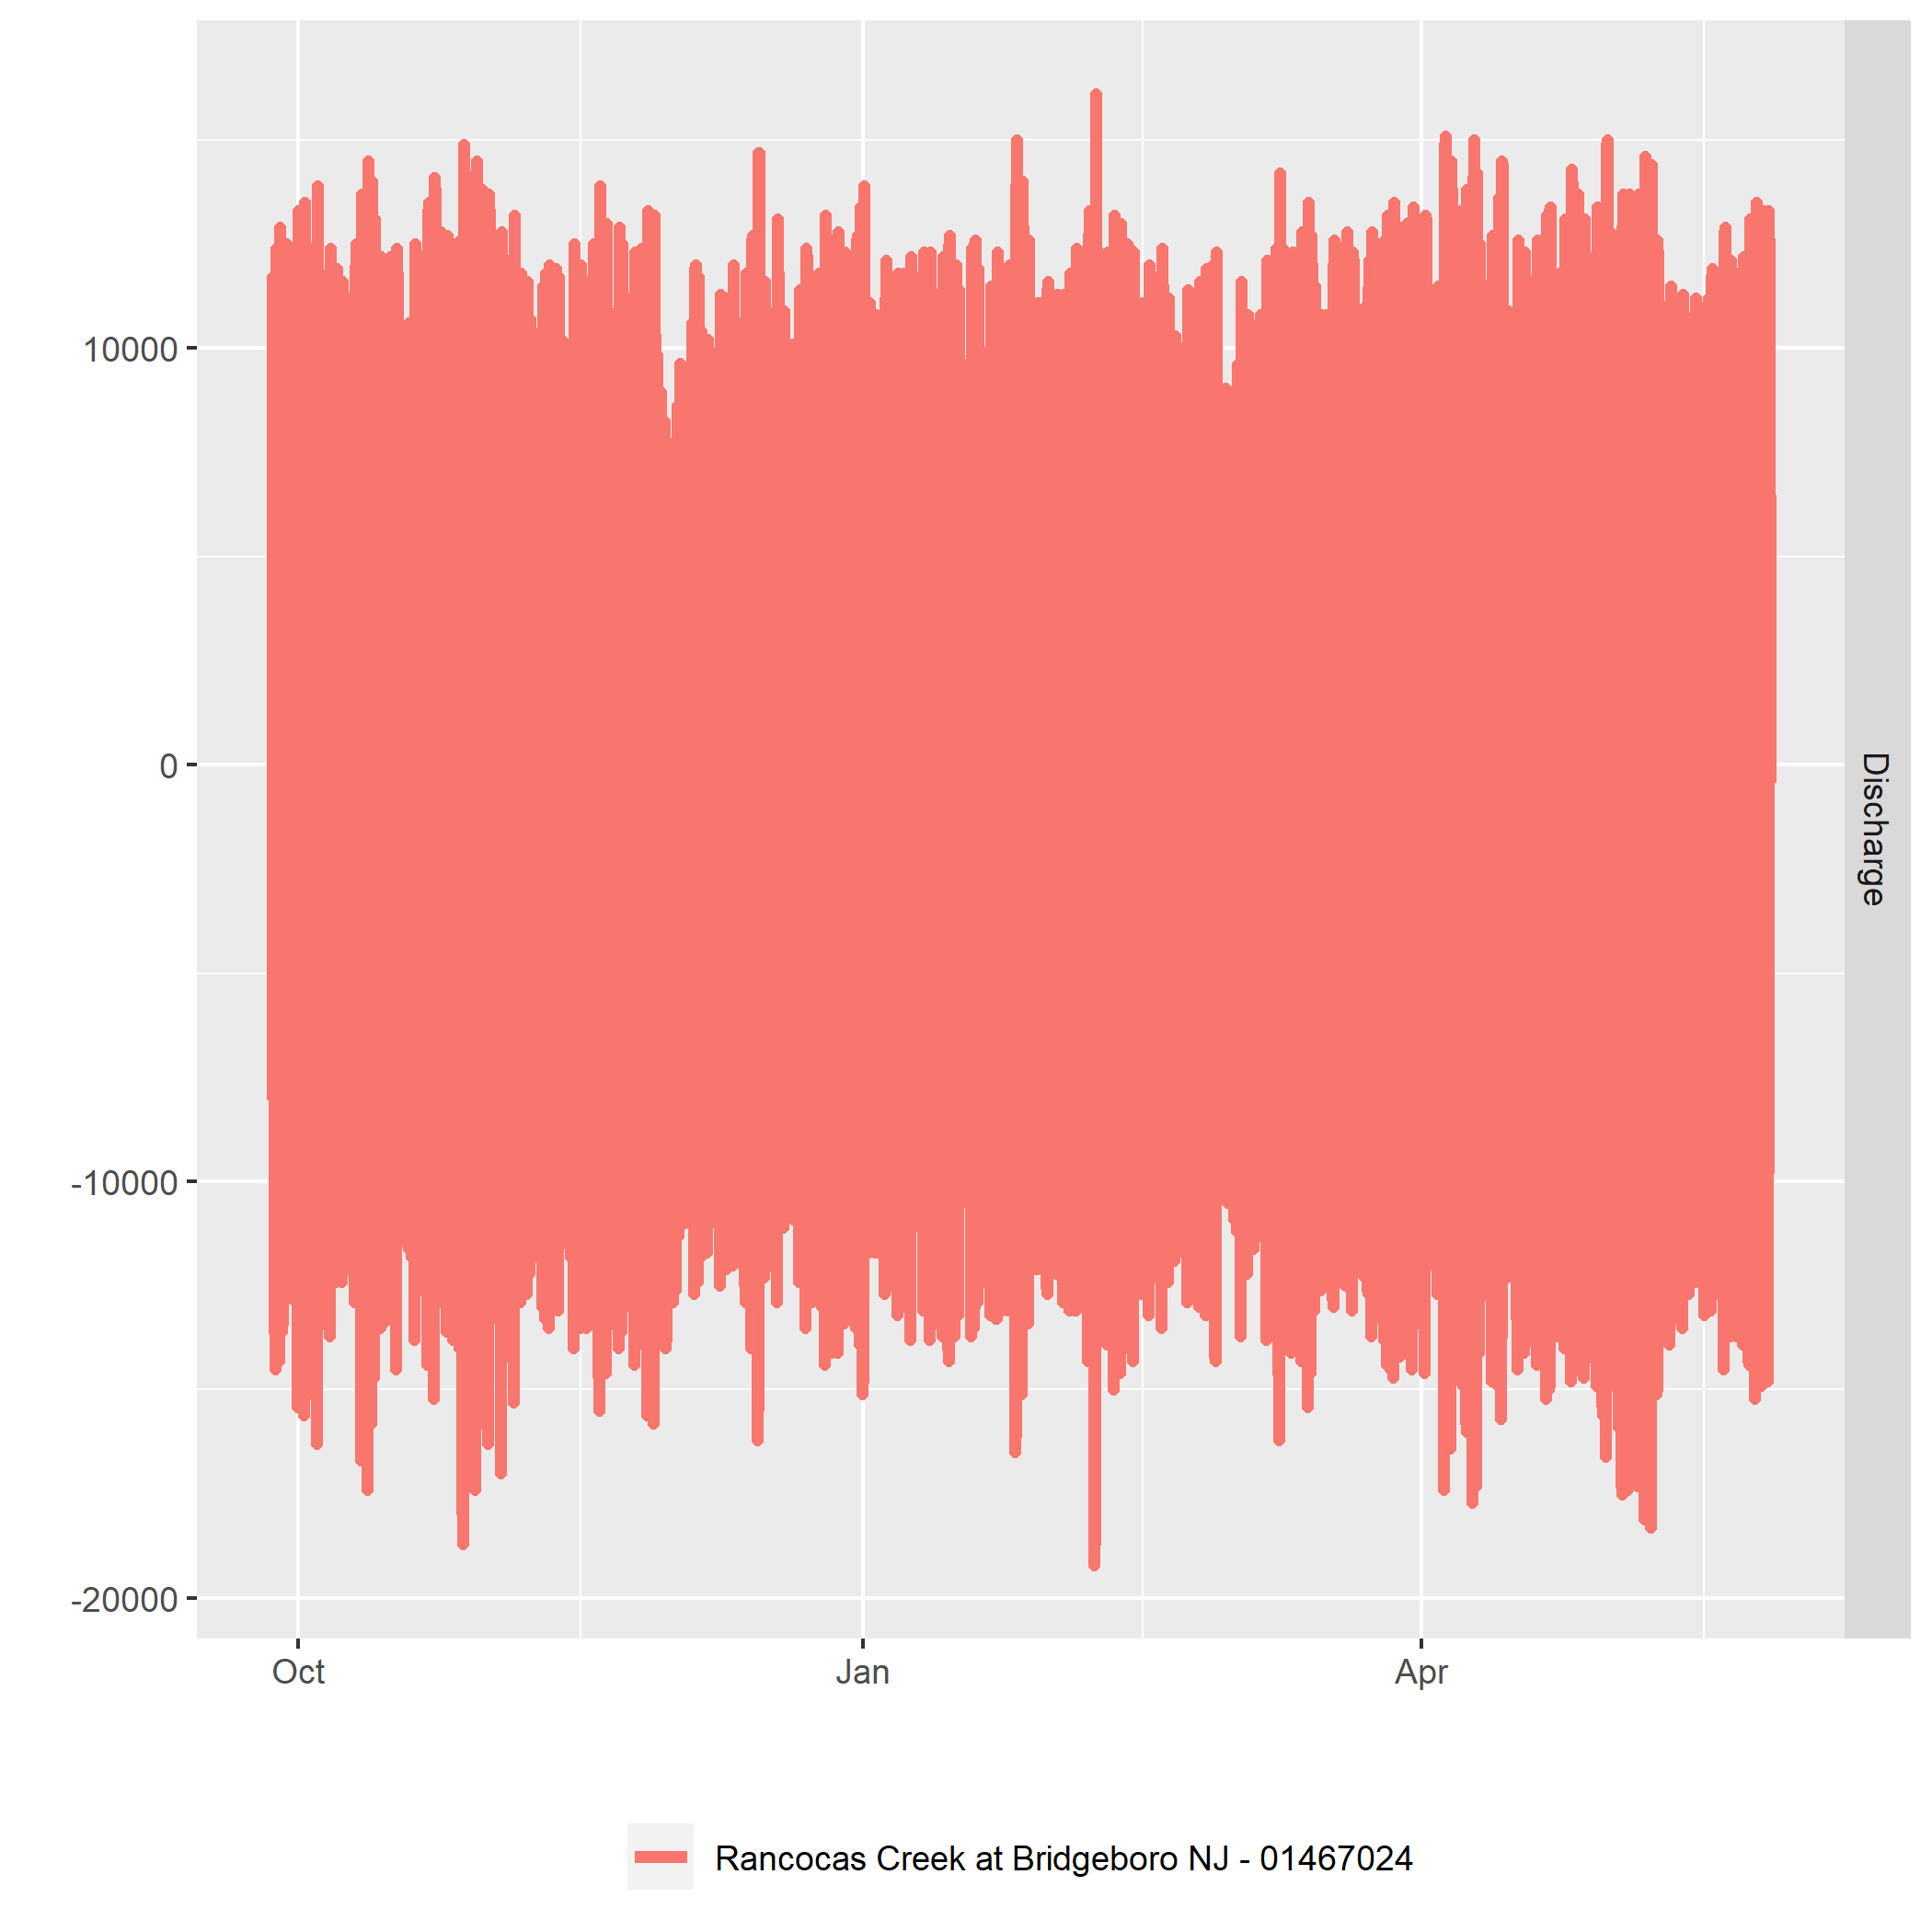 10000
0
-10000
-20000
Discharge
Oct Jan Apr
Rancocas Creek at Bridgeboro NJ - 01467024